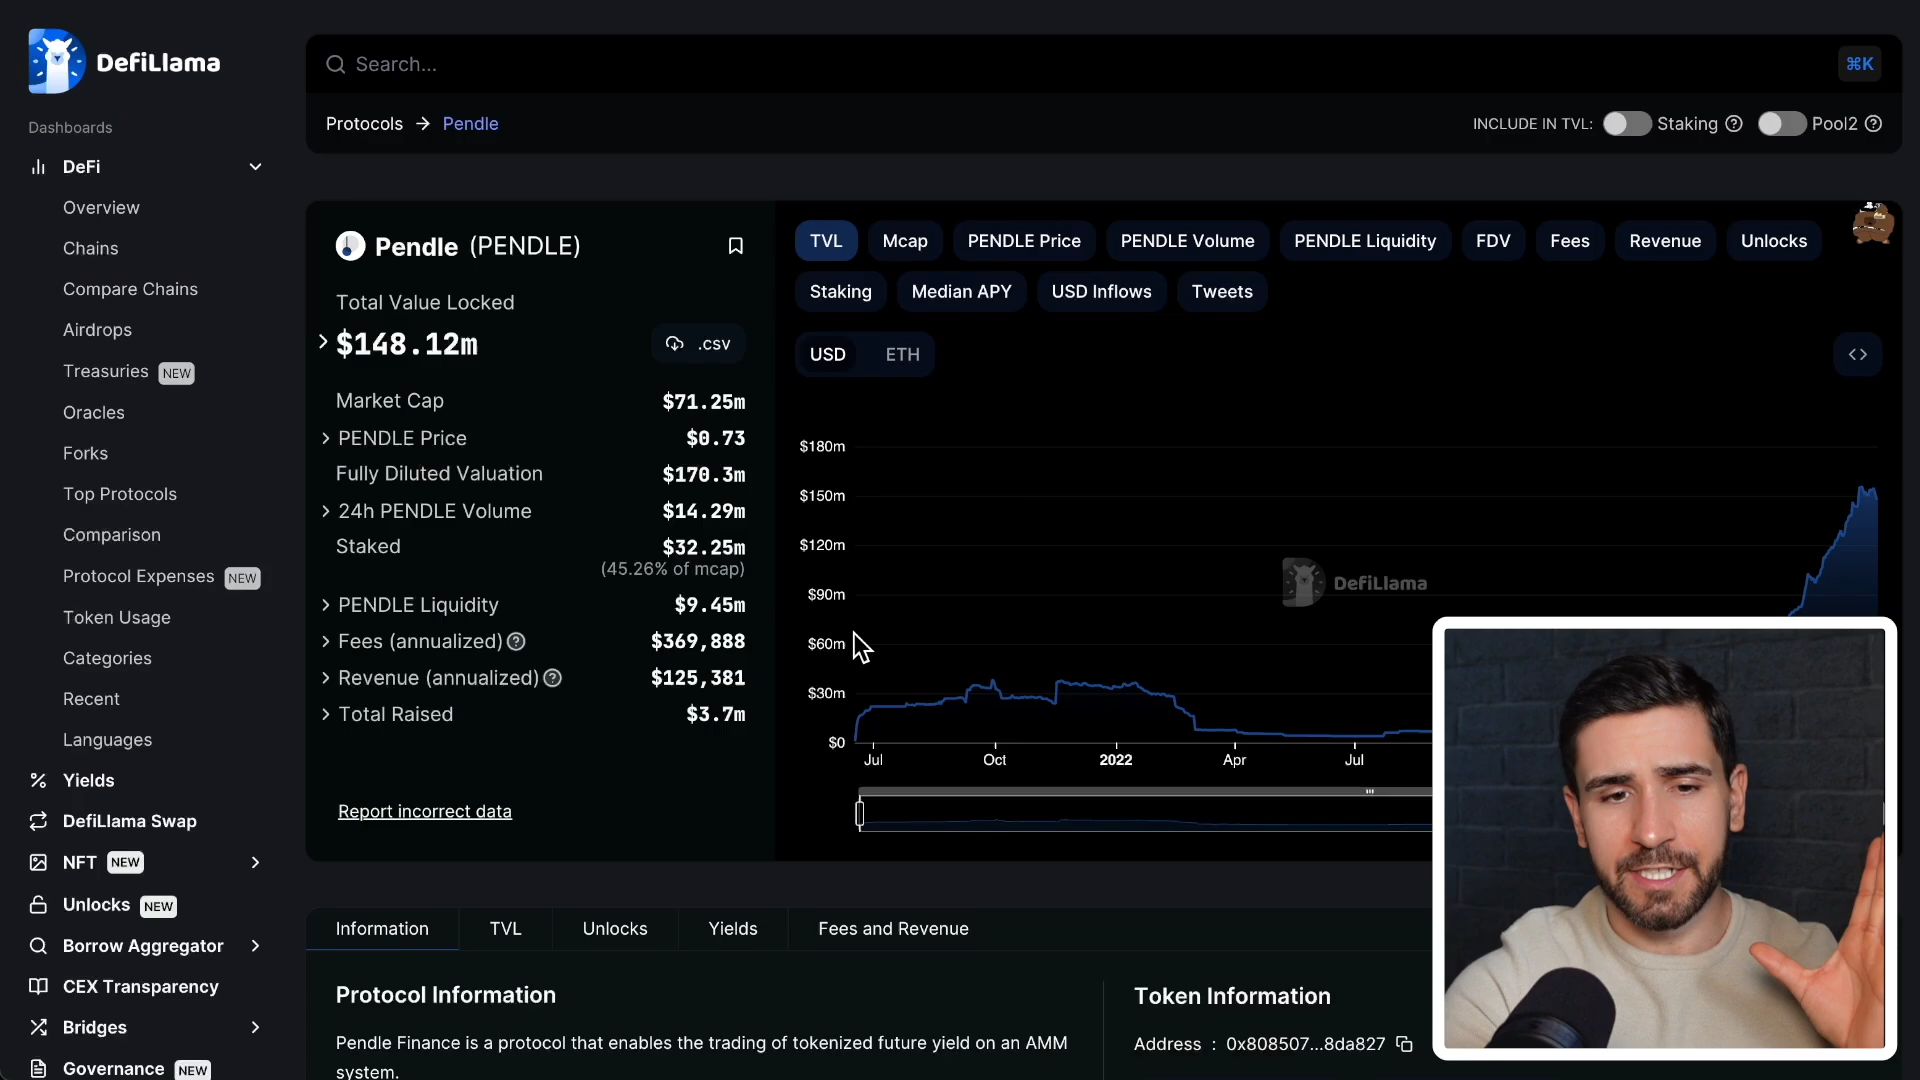 DefiLlama
Search...
⌘K
Protocols → Pendle
INCLUDE IN TVL: Staking ? Pool2 ?
Dashboards
DeFi
Overview
Chains
Compare Chains
Airdrops
Treasuries NEW
Oracles
Forks
Top Protocols
Comparison
Protocol Expenses NEW
Token Usage
Categories
Recent
Languages
Yields
DefiLlama Swap
NFT NEW
Unlocks NEW
Borrow Aggregator
CEX Transparency
Bridges
Governance NEW
Pendle (PENDLE)
Total Value Locked
$148.12m
.csv
Market Cap $71.25m
PENDLE Price $0.73
Fully Diluted Valuation $170.3m
24h PENDLE Volume $14.29m
Staked $32.25m
(45.26% of mcap)
PENDLE Liquidity $9.45m
Fees (annualized) ? $369,888
Revenue (annualized) ? $125,381
Total Raised $3.7m
Report incorrect data
TVL Mcap PENDLE Price PENDLE Volume PENDLE Liquidity FDV Fees Revenue Unlocks
Staking Median APY USD Inflows Tweets
USD ETH
$180m
$150m
$120m
$90m
$60m
$30m
$0
DefiLlama
Jul Oct 2022 Apr Jul
Information TVL Unlocks Yields Fees and Revenue
Protocol Information
Pendle Finance is a protocol that enables the trading of tokenized future yield on an AMM
system.
Token Information
Address : 0x808507...8da827